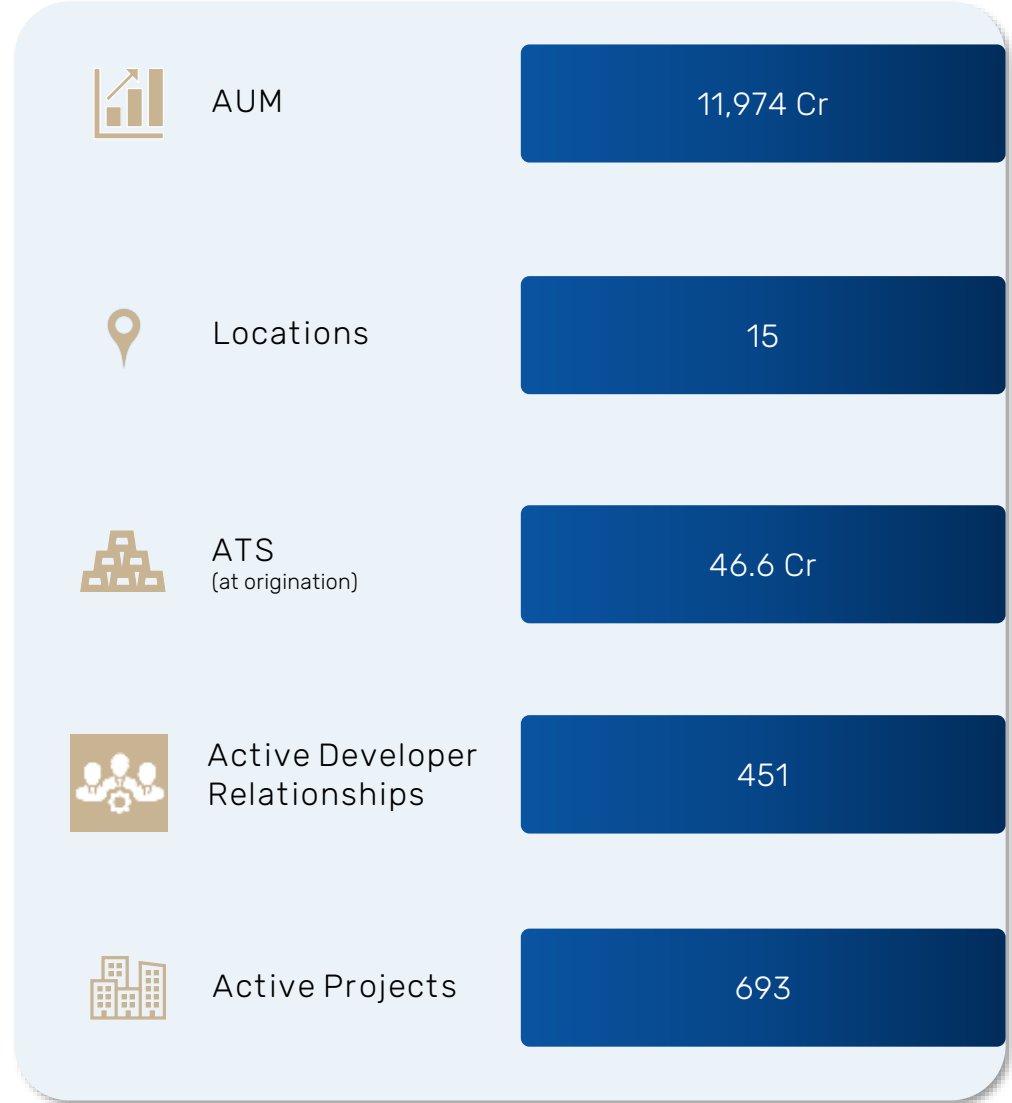 AUM
11,974 Cr
Locations
15
ATS
(at origination)
46.6 Cr
Active Developer
Relationships
451
Active Projects
693